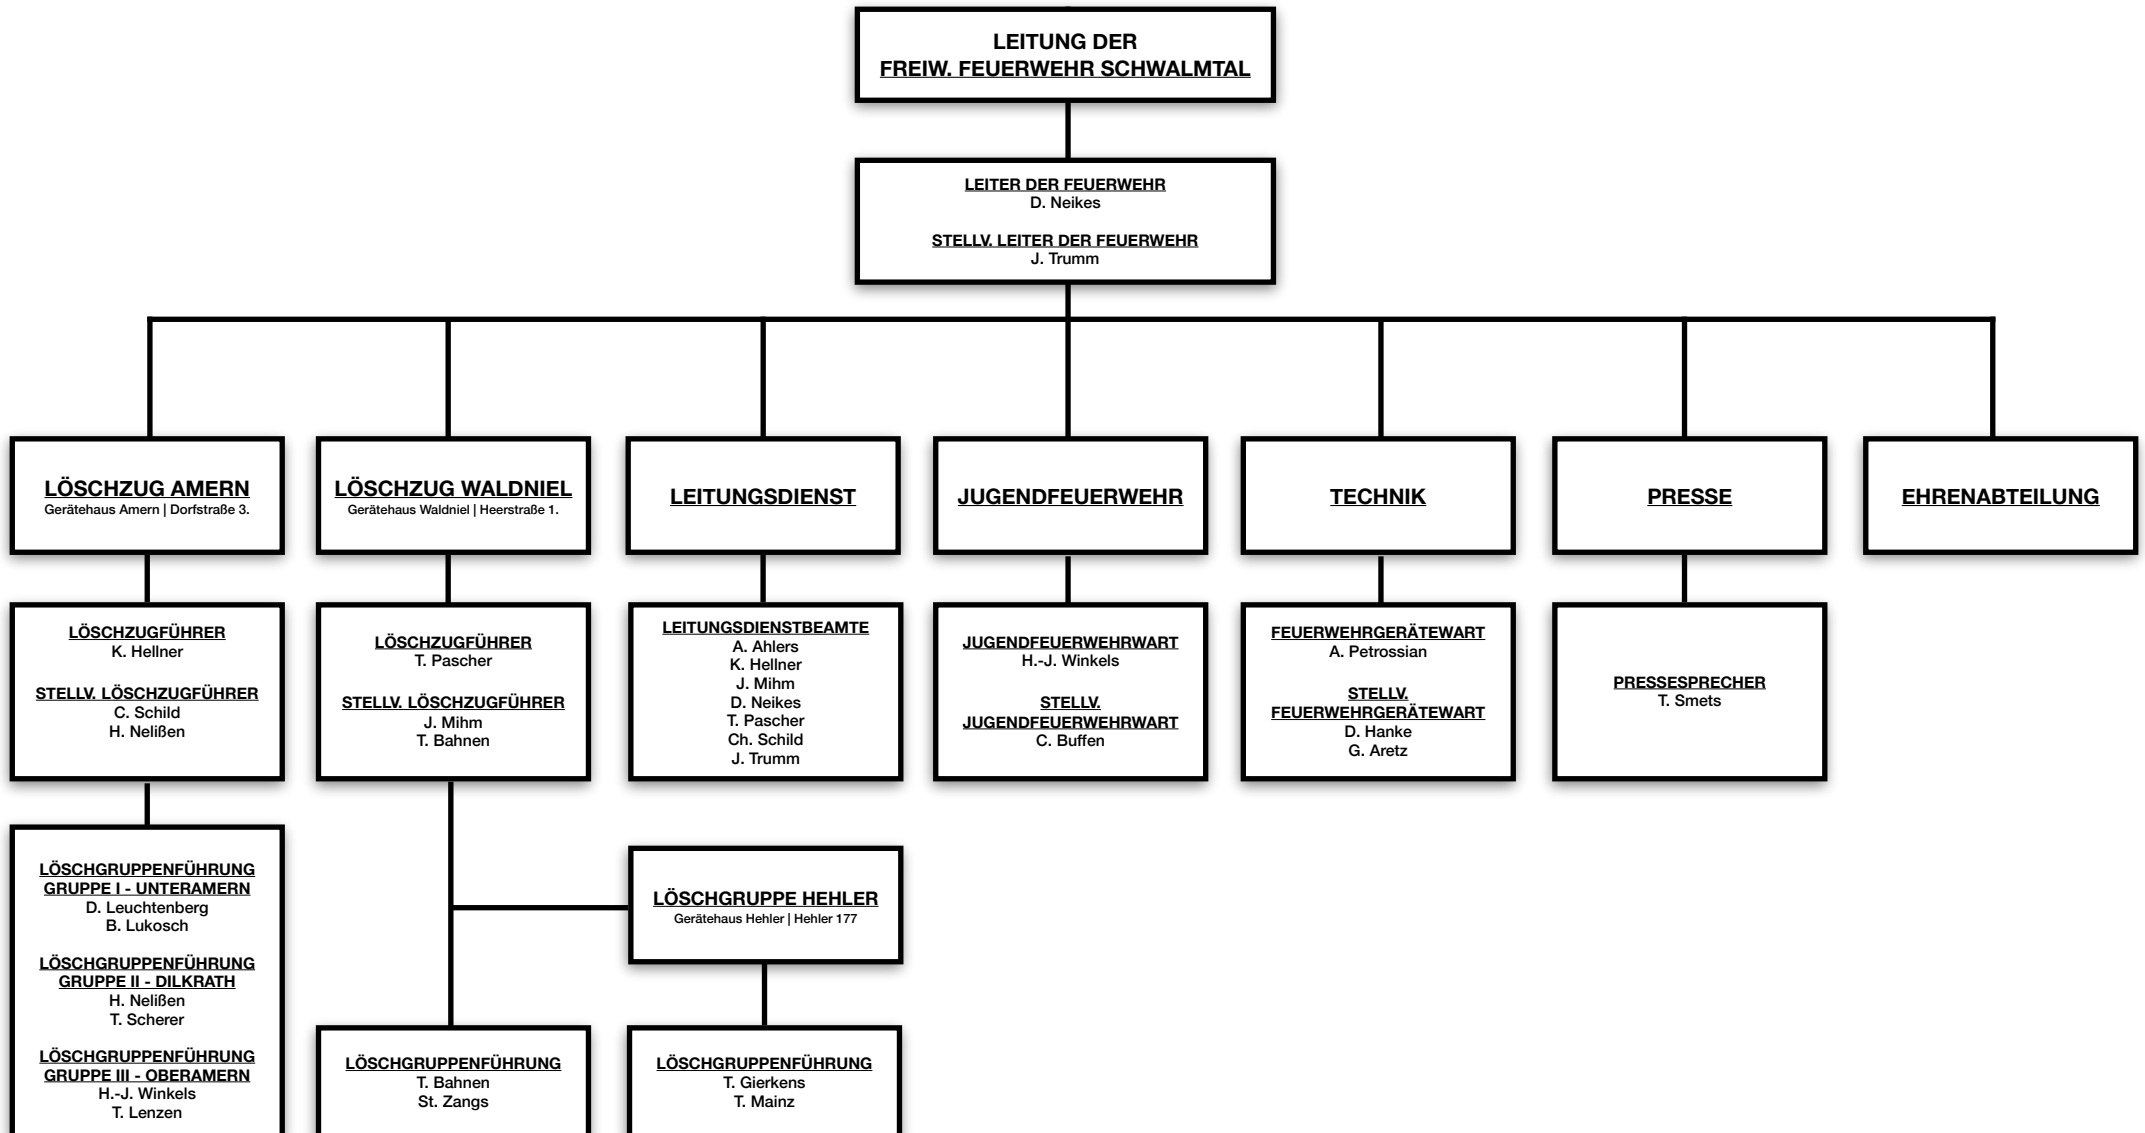 LEITUNG DER
FREIW. FEUERWEHR SCHWALMTAL
LEITER DER FEUERWEHR
D. Neikes
STELLV. LEITER DER FEUERWEHR
J. Trumm
LÖSCHZUG AMERN
Gerätehaus Amern | Dorfstraße 3.
LÖSCHZUG WALDNIEL
Gerätehaus Waldniel | Heerstraße 1.
LEITUNGSDIENST
JUGENDFEUERWEHR
TECHNIK
PRESSE
EHRENABTEILUNG
LÖSCHZUGFÜHRER
K. Hellner
STELLV. LÖSCHZUGFÜHRER
C. Schild
H. Nelißen
LÖSCHZUGFÜHRER
T. Pascher
STELLV. LÖSCHZUGFÜHRER
J. Mihm
T. Bahnen
LEITUNGSDIENSTBEAMTE
A. Ahlers
K. Hellner
J. Mihm
D. Neikes
T. Pascher
Ch. Schild
J. Trumm
JUGENDFEUERWEHRWART
H.-J. Winkels
STELLV.
JUGENDFEUERWEHRWART
C. Buffen
FEUERWEHRGERÄTEWART
A. Petrossian
STELLV.
FEUERWEHRGERÄTEWART
D. Hanke
G. Aretz
PRESSESPRECHER
T. Smets
LÖSCHGRUPPENFÜHRUNG
GRUPPE I - UNTERAMERN
D. Leuchtenberg
B. Lukosch
LÖSCHGRUPPENFÜHRUNG
GRUPPE II - DILKRATH
H. Nelißen
T. Scherer
LÖSCHGRUPPENFÜHRUNG
GRUPPE III - OBERAMERN
H.-J. Winkels
T. Lenzen
LÖSCHGRUPPE HEHLER
Gerätehaus Hehler | Hehler 177
LÖSCHGRUPPENFÜHRUNG
T. Bahnen
St. Zangs
LÖSCHGRUPPENFÜHRUNG
T. Gierkens
T. Mainz